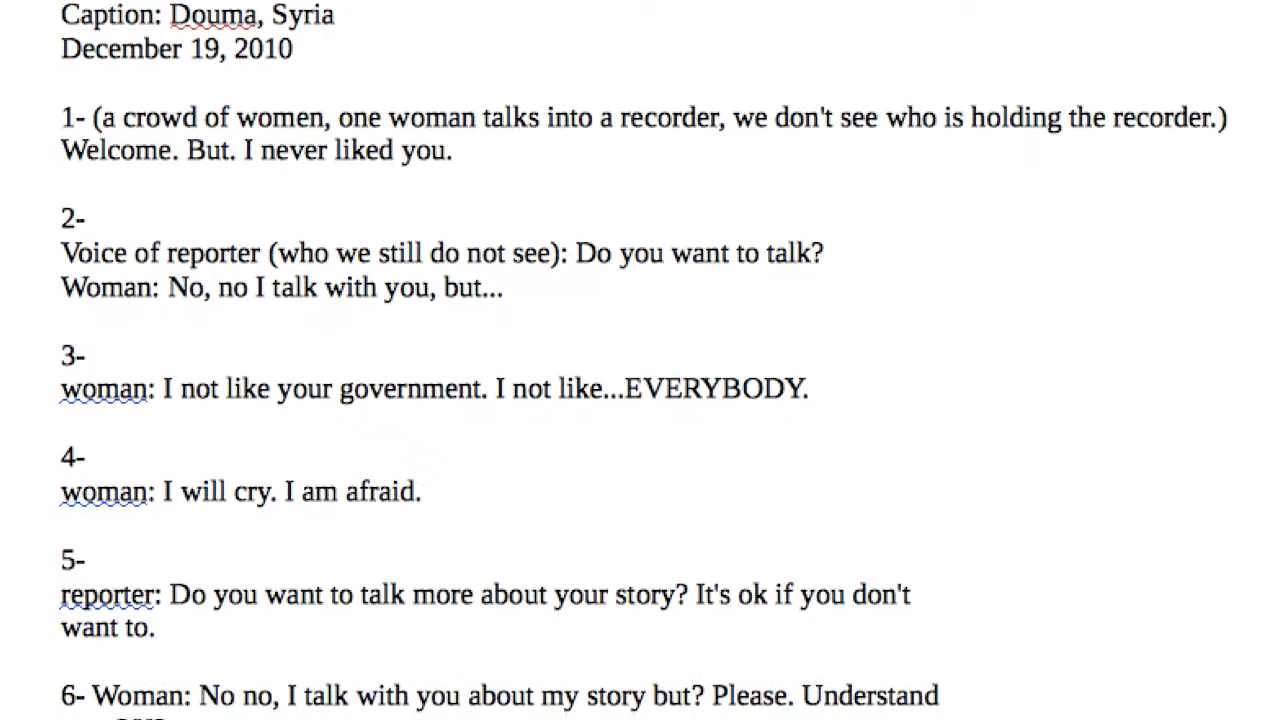 Caption: Douma, Syria
December 19, 2010
1- (a crowd of women, one woman talks into a recorder, we don't see who is holding the recorder.)
Welcome. But. I never liked you.
2-
Voice of reporter (who we still do not see): Do you want to talk?
Woman: No, no I talk with you, but...
3-
woman: I not like your government. I not like...EVERYBODY.
4-
woman: I will cry. I am afraid.
5-
reporter: Do you want to talk more about your story? It's ok if you don't
want to.
6- Woman: No no, I talk with you about my story but? Please. Understand